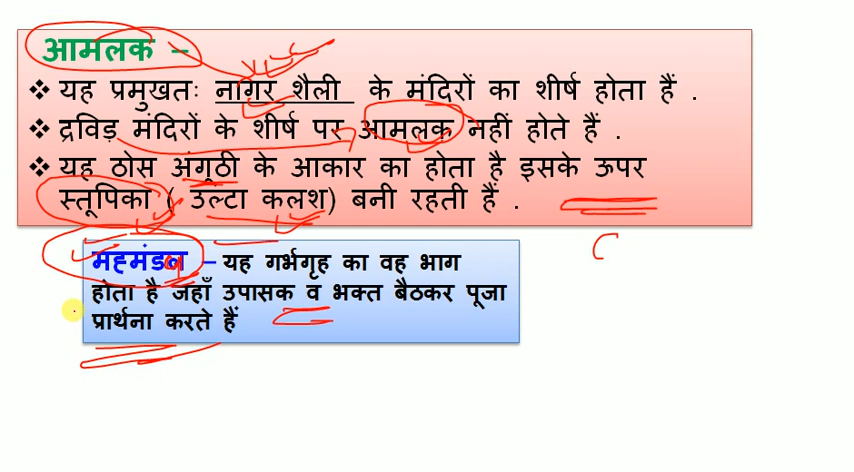 आमलक –
❖ यह प्रमुखतः नागर शैली के मंदिरों का शीर्ष होता हैं .
❖ द्रविड़ मंदिरों के शीर्ष पर आमलक नहीं होते हैं .
❖ यह ठोस अंगूठी के आकार का होता है इसके ऊपर
स्तूपिका ( उल्टा कलश) बनी रहती हैं .
मह्मंडल – यह गर्भगृह का वह भाग
होता है जहाँ उपासक व भक्त बैठकर पूजा
प्रार्थना करते हैं